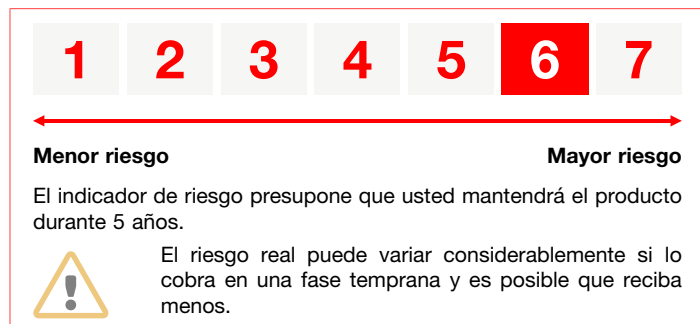 1 2 3 4 5 6 7
Menor riesgo Mayor riesgo
El indicador de riesgo presupone que usted mantendrá el producto
durante 5 años.
El riesgo real puede variar considerablemente si lo
cobra en una fase temprana y es posible que reciba
menos.